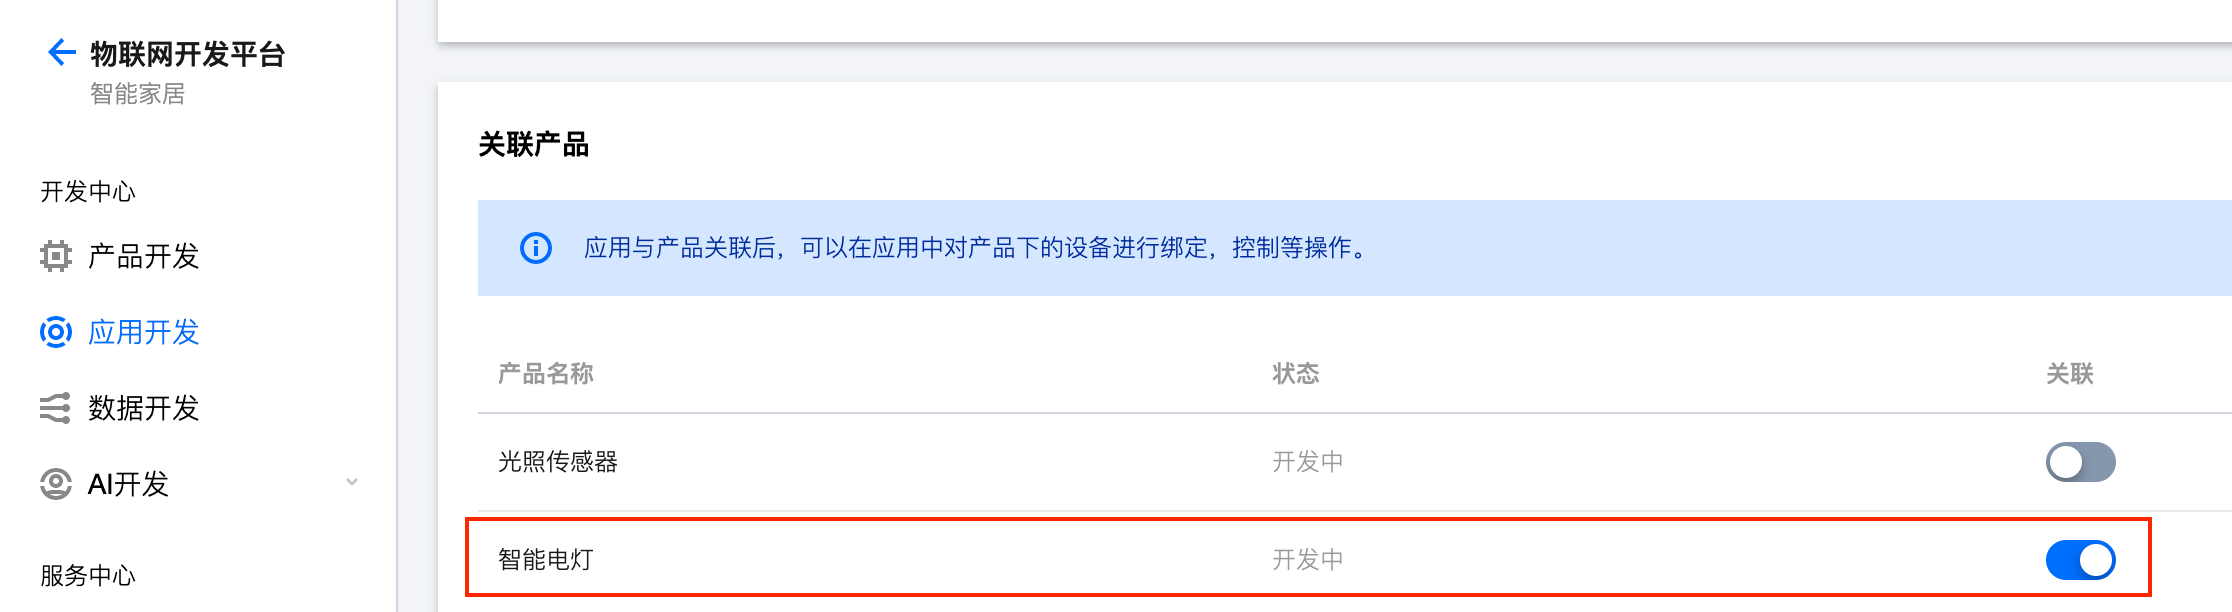 物联网开发平台
智能家居
开发中心
产品开发
应用开发
数据开发
AI开发
服务中心
关联产品
应用与产品关联后，可以在应用中对产品下的设备进行绑定，控制等操作。
产品名称 状态 关联
光照传感器 开发中
智能电灯 开发中